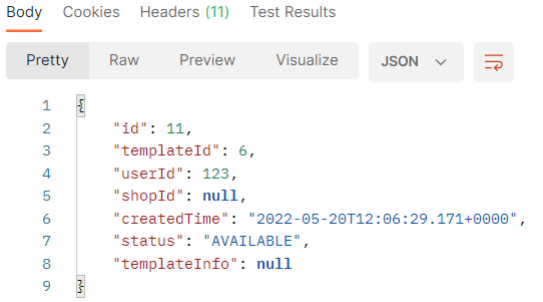 Body Cookies Headers (11) Test Results
Pretty Raw Preview Visualize JSON
1 {
2 "id": 11,
3 "templateId": 6,
4 "userId": 123,
5 "shopId": null,
6 "createdTime": "2022-05-20T12:06:29.171+0000",
7 "status": "AVAILABLE",
8 "templateInfo": null
9 }